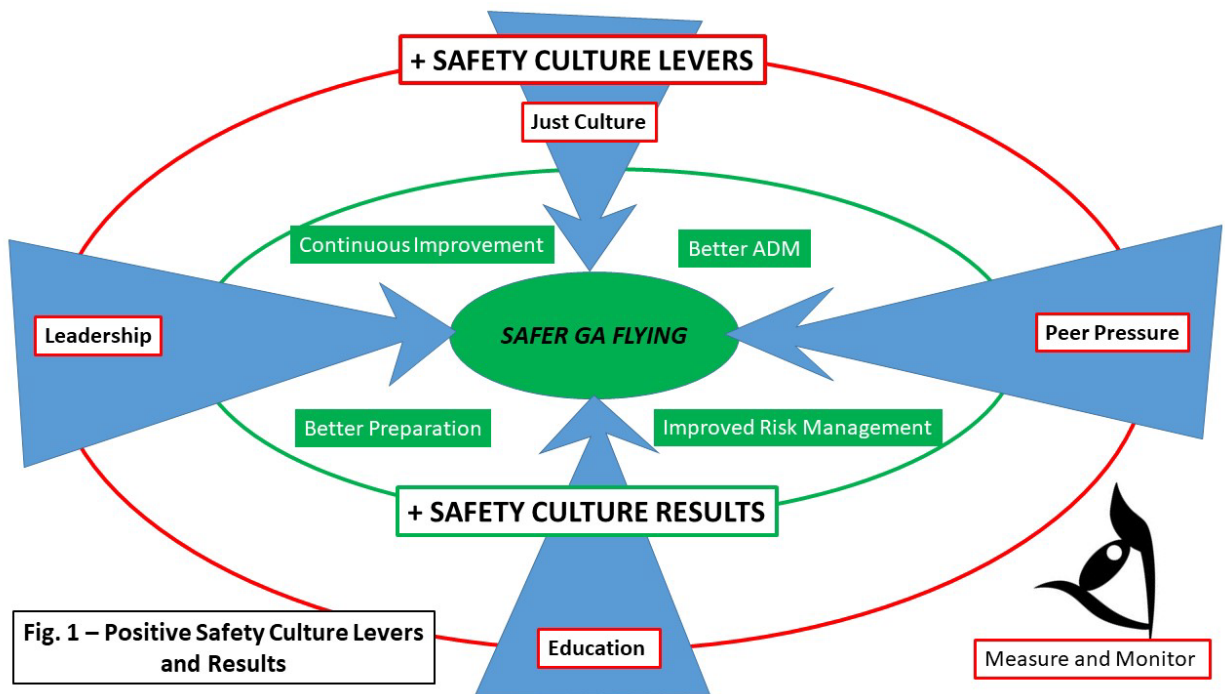 + SAFETY CULTURE LEVERS
Just Culture
Continuous Improvement
Better ADM
Leadership
SAFER GA FLYING
Peer Pressure
Better Preparation
Improved Risk Management
+ SAFETY CULTURE RESULTS
Fig. 1 – Positive Safety Culture Levers
and Results
Education
Measure and Monitor